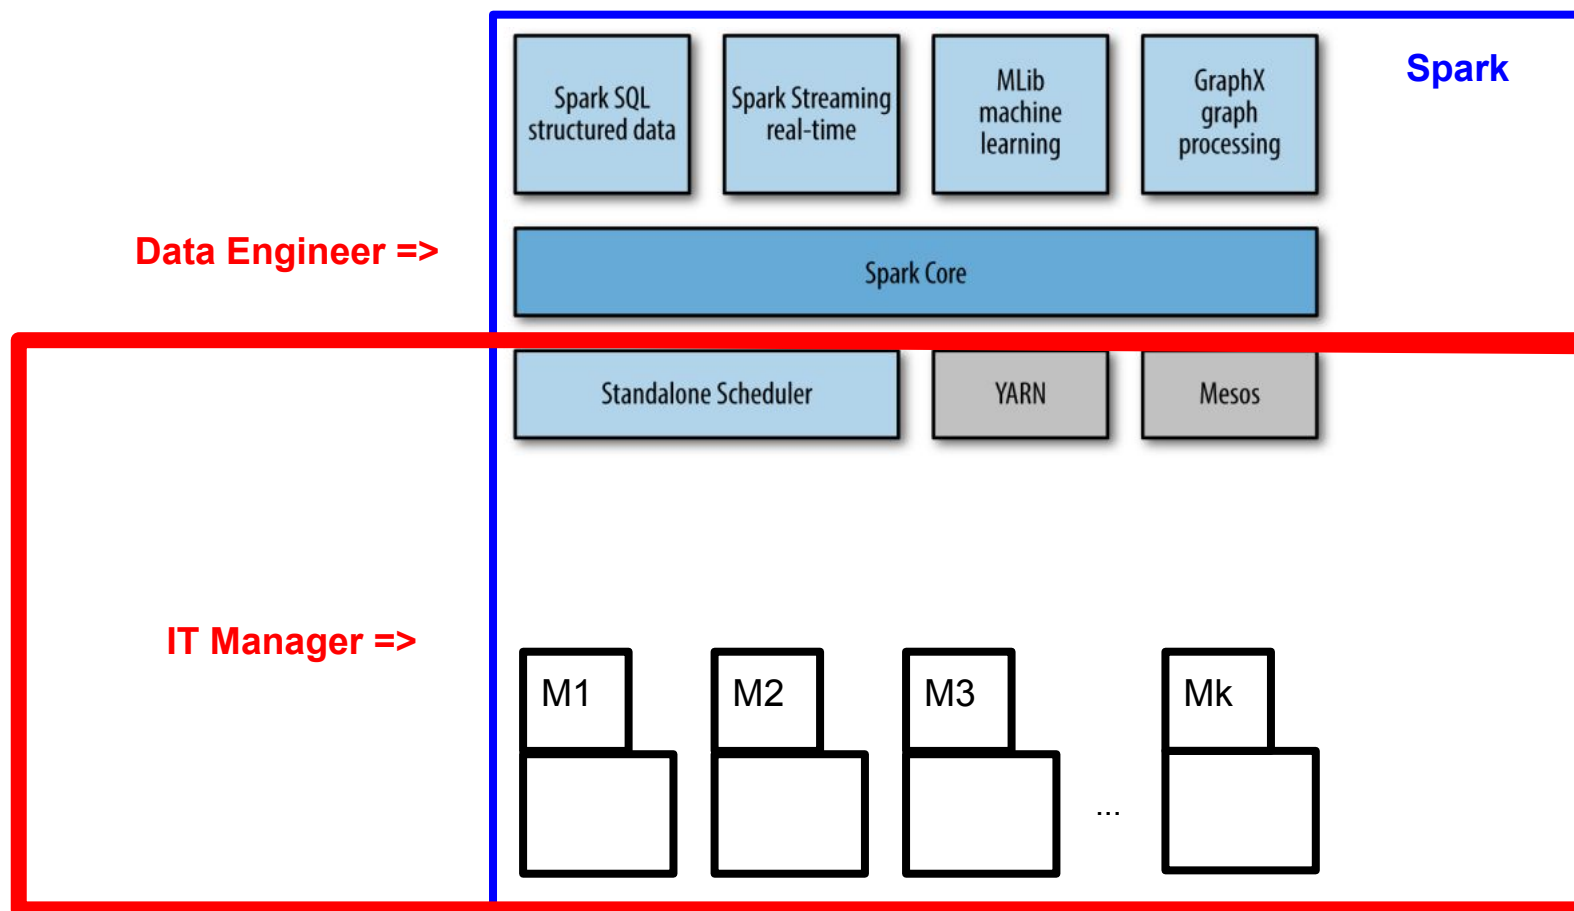 Spark
Spark SQL
structured data
Spark Streaming
real-time
MLib
machine
learning
GraphX
graph
processing
Data Engineer =>
Spark Core
Standalone Scheduler
YARN
Mesos
IT Manager =>
M1
M2
M3
Mk
...